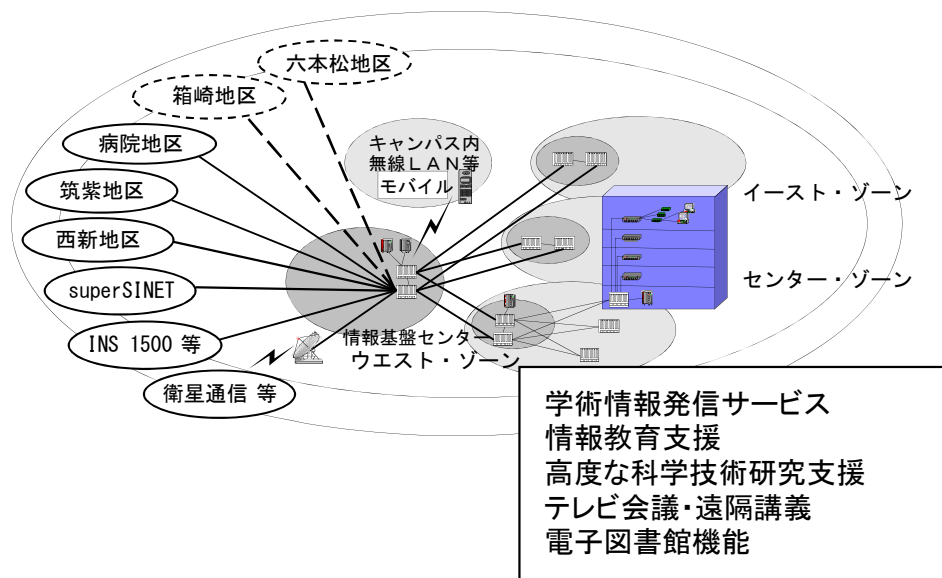 六本松地区
箱崎地区
病院地区
キャンパス内
無線ＬＡＮ等
モバイル
筑紫地区
イースト・ゾーン
西新地区
センター・ゾーン
superSINET
INS 1500 等
情報基盤センター
ウエスト・ゾーン
衛星通信 等
学術情報発信サービス
情報教育支援
高度な科学技術研究支援
テレビ会議・遠隔講義
電子図書館機能